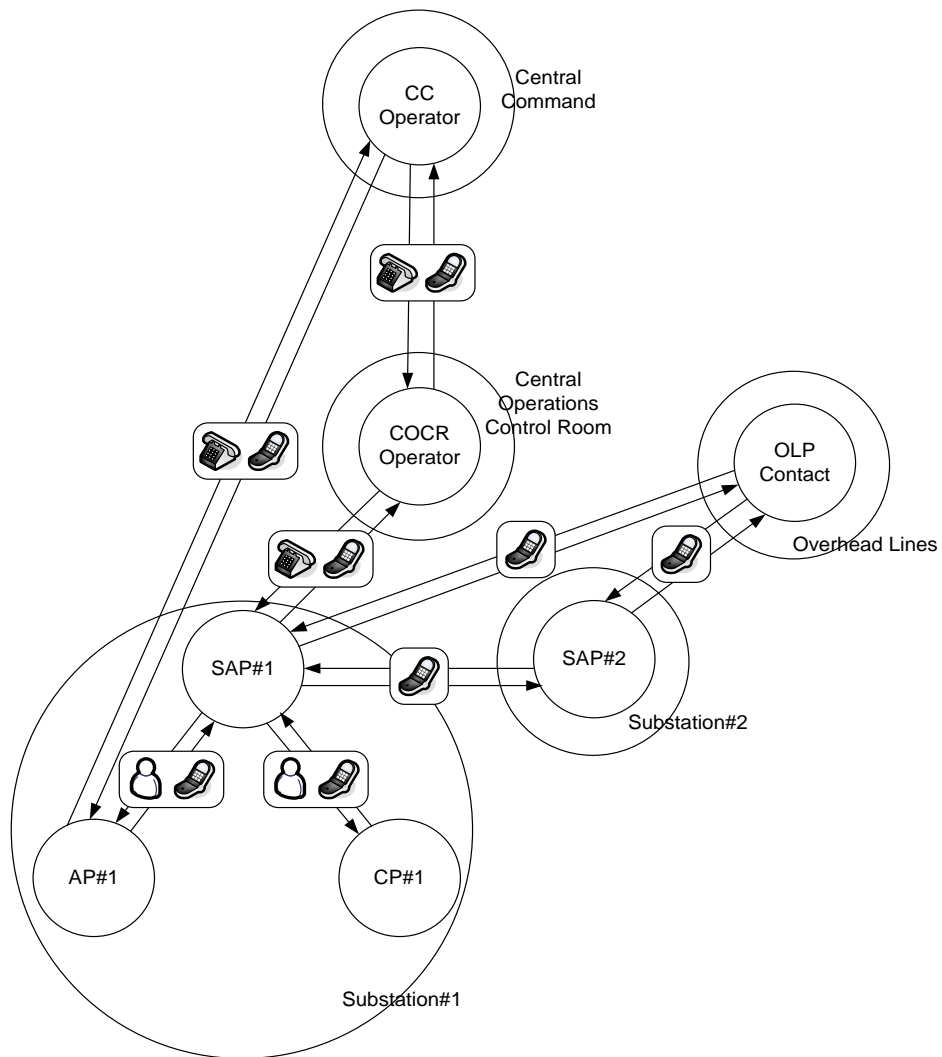 CC
Operator
Central
Command
Central
Operations
Control Room
COCR
Operator
OLP
Contact
Overhead Lines
SAP#1
SAP#2
Substation#2
AP#1
CP#1
Substation#1